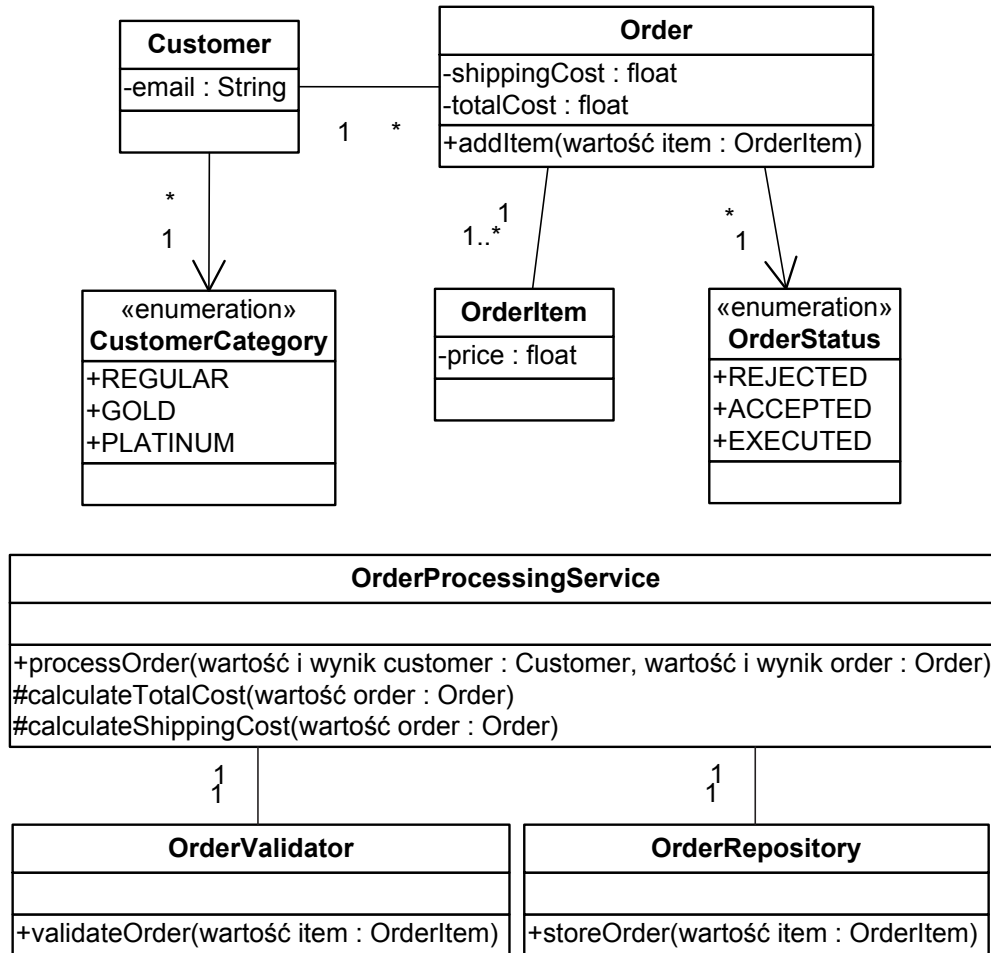 Customer
-email : String
Order
-shippingCost : float
-totalCost : float
+addItem(wartość item : OrderItem)
1 *
*
1
1
1..*
*
1
«enumeration»
CustomerCategory
+REGULAR
+GOLD
+PLATINUM
OrderItem
-price : float
«enumeration»
OrderStatus
+REJECTED
+ACCEPTED
+EXECUTED
OrderProcessingService
+processOrder(wartość i wynik customer : Customer, wartość i wynik order : Order)
#calculateTotalCost(wartość order : Order)
#calculateShippingCost(wartość order : Order)
1
1
1
1
OrderValidator
+validateOrder(wartość item : OrderItem)
OrderRepository
+storeOrder(wartość item : OrderItem)